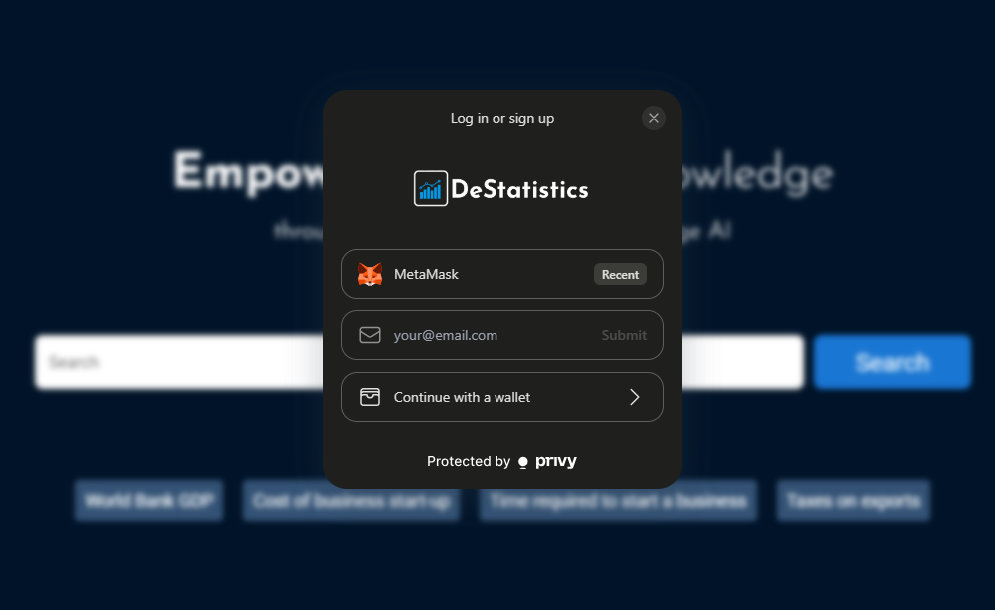 Log in or sign up
Empow owledge
DeStatistics
throu ge AI
MetaMask Recent
your@email.com Submit
Search Search
Continue with a wallet
Protected by privy
World Bank GDP Cost of business start-up Time required to start a business Taxes on exports